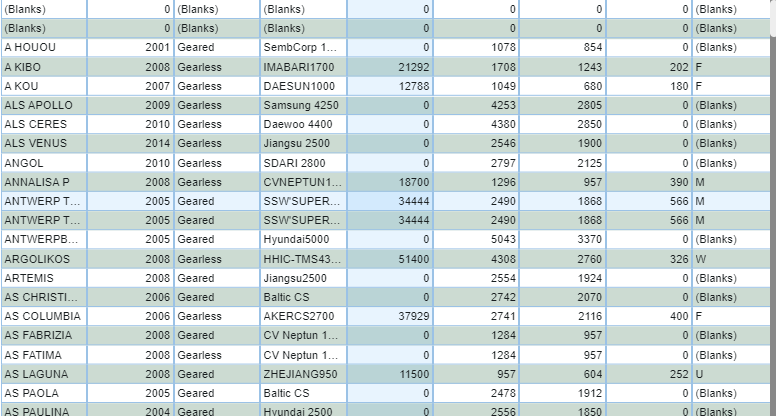 (Blanks) 0 (Blanks) (Blanks) 0 0 0 0 (Blanks)
(Blanks) 0 (Blanks) (Blanks) 0 0 0 0 (Blanks)
A HOUOU 2001 Geared SembCorp 1... 0 1078 854 0 (Blanks)
A KIBO 2008 Gearless IMABARI1700 21292 1708 1243 202 F
A KOU 2007 Gearless DAESUN1000 12788 1049 680 180 F
ALS APOLLO 2009 Gearless Samsung 4250 0 4253 2805 0 (Blanks)
ALS CERES 2010 Gearless Daewoo 4400 0 4380 2850 0 (Blanks)
ALS VENUS 2014 Gearless Jiangsu 2500 0 2546 1900 0 (Blanks)
ANGOL 2010 Gearless SDARI 2800 0 2797 2125 0 (Blanks)
ANNALISA P 2008 Gearless CVNEPTUN1... 18700 1296 957 390 M
ANTWERP T... 2005 Geared SSW'SUPER... 34444 2490 1868 566 M
ANTWERP T... 2005 Geared SSW'SUPER... 34444 2490 1868 566 M
ANTWERPB... 2005 Geared Hyundai5000 0 5043 3370 0 (Blanks)
ARGOLIKOS 2008 Gearless HHIC-TMS43... 51400 4308 2760 326 W
ARTEMIS 2008 Geared Jiangsu2500 0 2554 1924 0 (Blanks)
AS CHRISTI... 2006 Geared Baltic CS 0 2742 2070 0 (Blanks)
AS COLUMBIA 2006 Gearless AKERCS2700 37929 2741 2116 400 F
AS FABRIZIA 2008 Geared CV Neptun 1... 0 1284 957 0 (Blanks)
AS FATIMA 2008 Gearless CV Neptun 1... 0 1284 957 0 (Blanks)
AS LAGUNA 2008 Geared ZHEJIANG950 11500 957 604 252 U
AS PAOLA 2005 Geared Baltic CS 0 2478 1912 0 (Blanks)
AS PAULINA 2004 Geared Hyundai 2500 0 2556 1850 0 (Blanks)